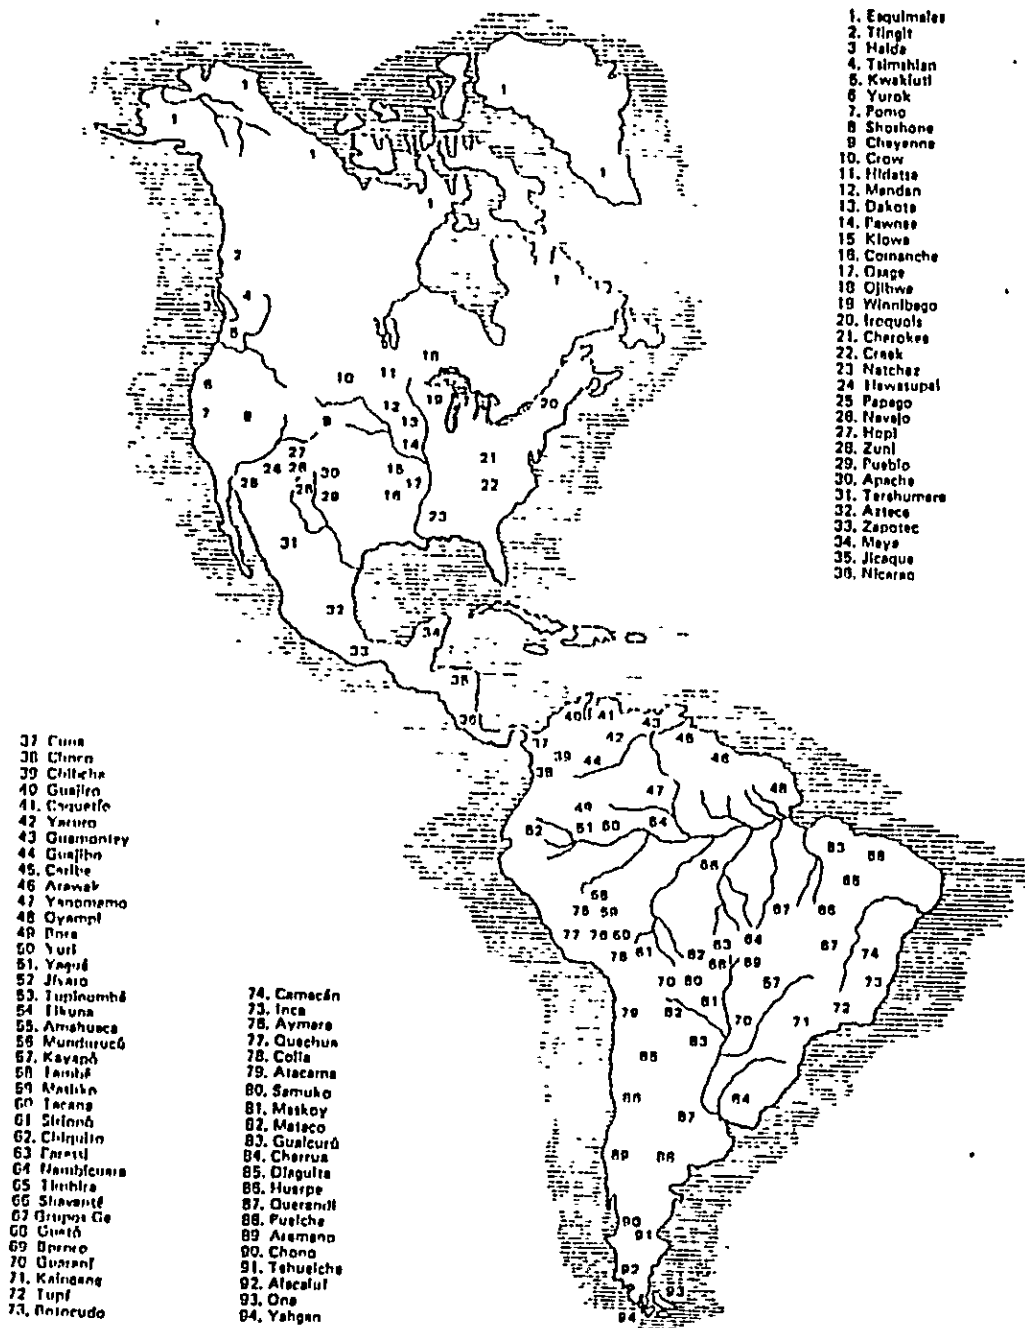 1. Esquimales
2. Tlingit
3 Haida
4. Tsimshian
5. Kwakiutl
6 Yurok
7. Pomo
8 Shoshone
9 Cheyenne
10. Crow
11. Hidatsa
12. Mandan
13. Dakota
14. Pawnee
15 Kiowa
16. Comanche
17. Osage
18 Ojibwa
19 Winnibago
20. Iroquois
21. Cherokee
22. Creek
23 Natchez
24 Hawasupai
25 Papago
26. Navajo
27. Hopi
28. Zuni
29. Pueblo
30. Apache
31. Tarahumara
32. Azteca
33. Zapotec
34. Maya
35. Jicaque
36. Nicarao
37 Cuna
38 Choco
39 Chibcha
40 Guajiro
41. Caquetío
42 Yaruro
43
44 Guajibo
45. Caribe
46 Arawak
47 Yanomamo
48 Oyampi
49 Bora
50 Yuri
51. Yaguá
52 Jívaro
53. Tupinambá
54 Tikuna
55. Amahuaca
56 Mundurucú
57. Kayapó
58
59
60 Tacana
61 Sirionó
62. Chiquito
63 Paressí
64 Nambicuara
65 Timbira
66 Shavanté
67 Grupos Ge
68
69 Bororo
70 Guaraní
71. Kaingang
72 Tupí
73. Botocudo
74. Camacán
73. Inca
76. Aymara
77. Quechua
78. Colla
79. Atacama
80. Samuko
81. Maskoy
82. Mataco
83. Guaicurú
84. Charrua
85. Diaguita
86. Huarpe
87. Querandí
88. Puelche
89
90. Chono
91. Tehuelche
92. Alacaluf
93. Ona
94. Yahgan